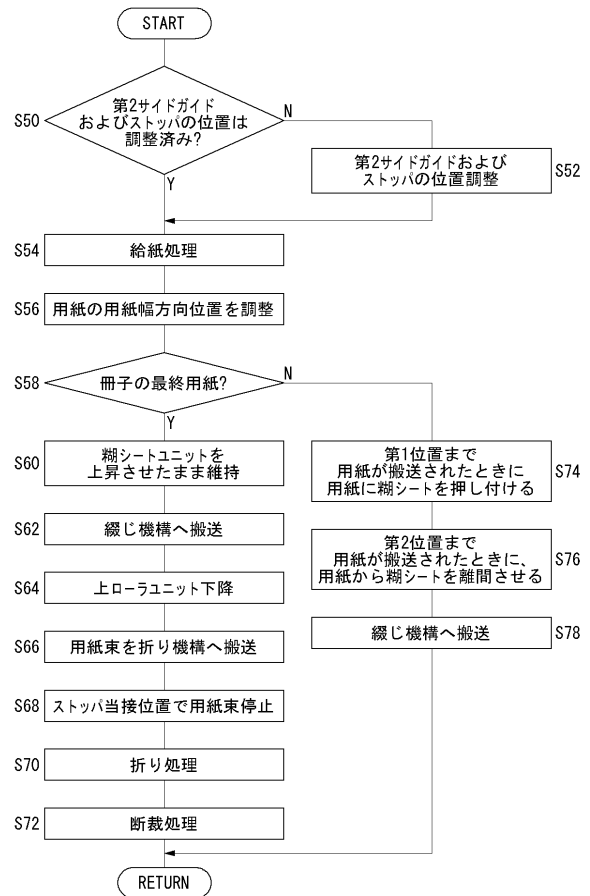 START
S50
第2サイドガイド
およびストッパの位置は
調整済み?
N
Y
第2サイドガイドおよび
ストッパの位置調整
S52
S54
給紙処理
S56
用紙の用紙幅方向位置を調整
S58
冊子の最終用紙?
N
Y
S60
糊シートユニットを
上昇させたまま維持
S62
綴じ機構へ搬送
S64
上ローラユニット下降
S66
用紙束を折り機構へ搬送
S68
ストッパ当接位置で用紙束停止
S70
折り処理
S72
断裁処理
第1位置まで
用紙が搬送されたときに
用紙に糊シートを押し付ける
S74
第2位置まで
用紙が搬送されたときに、
用紙から糊シートを離間させる
S76
綴じ機構へ搬送
S78
RETURN